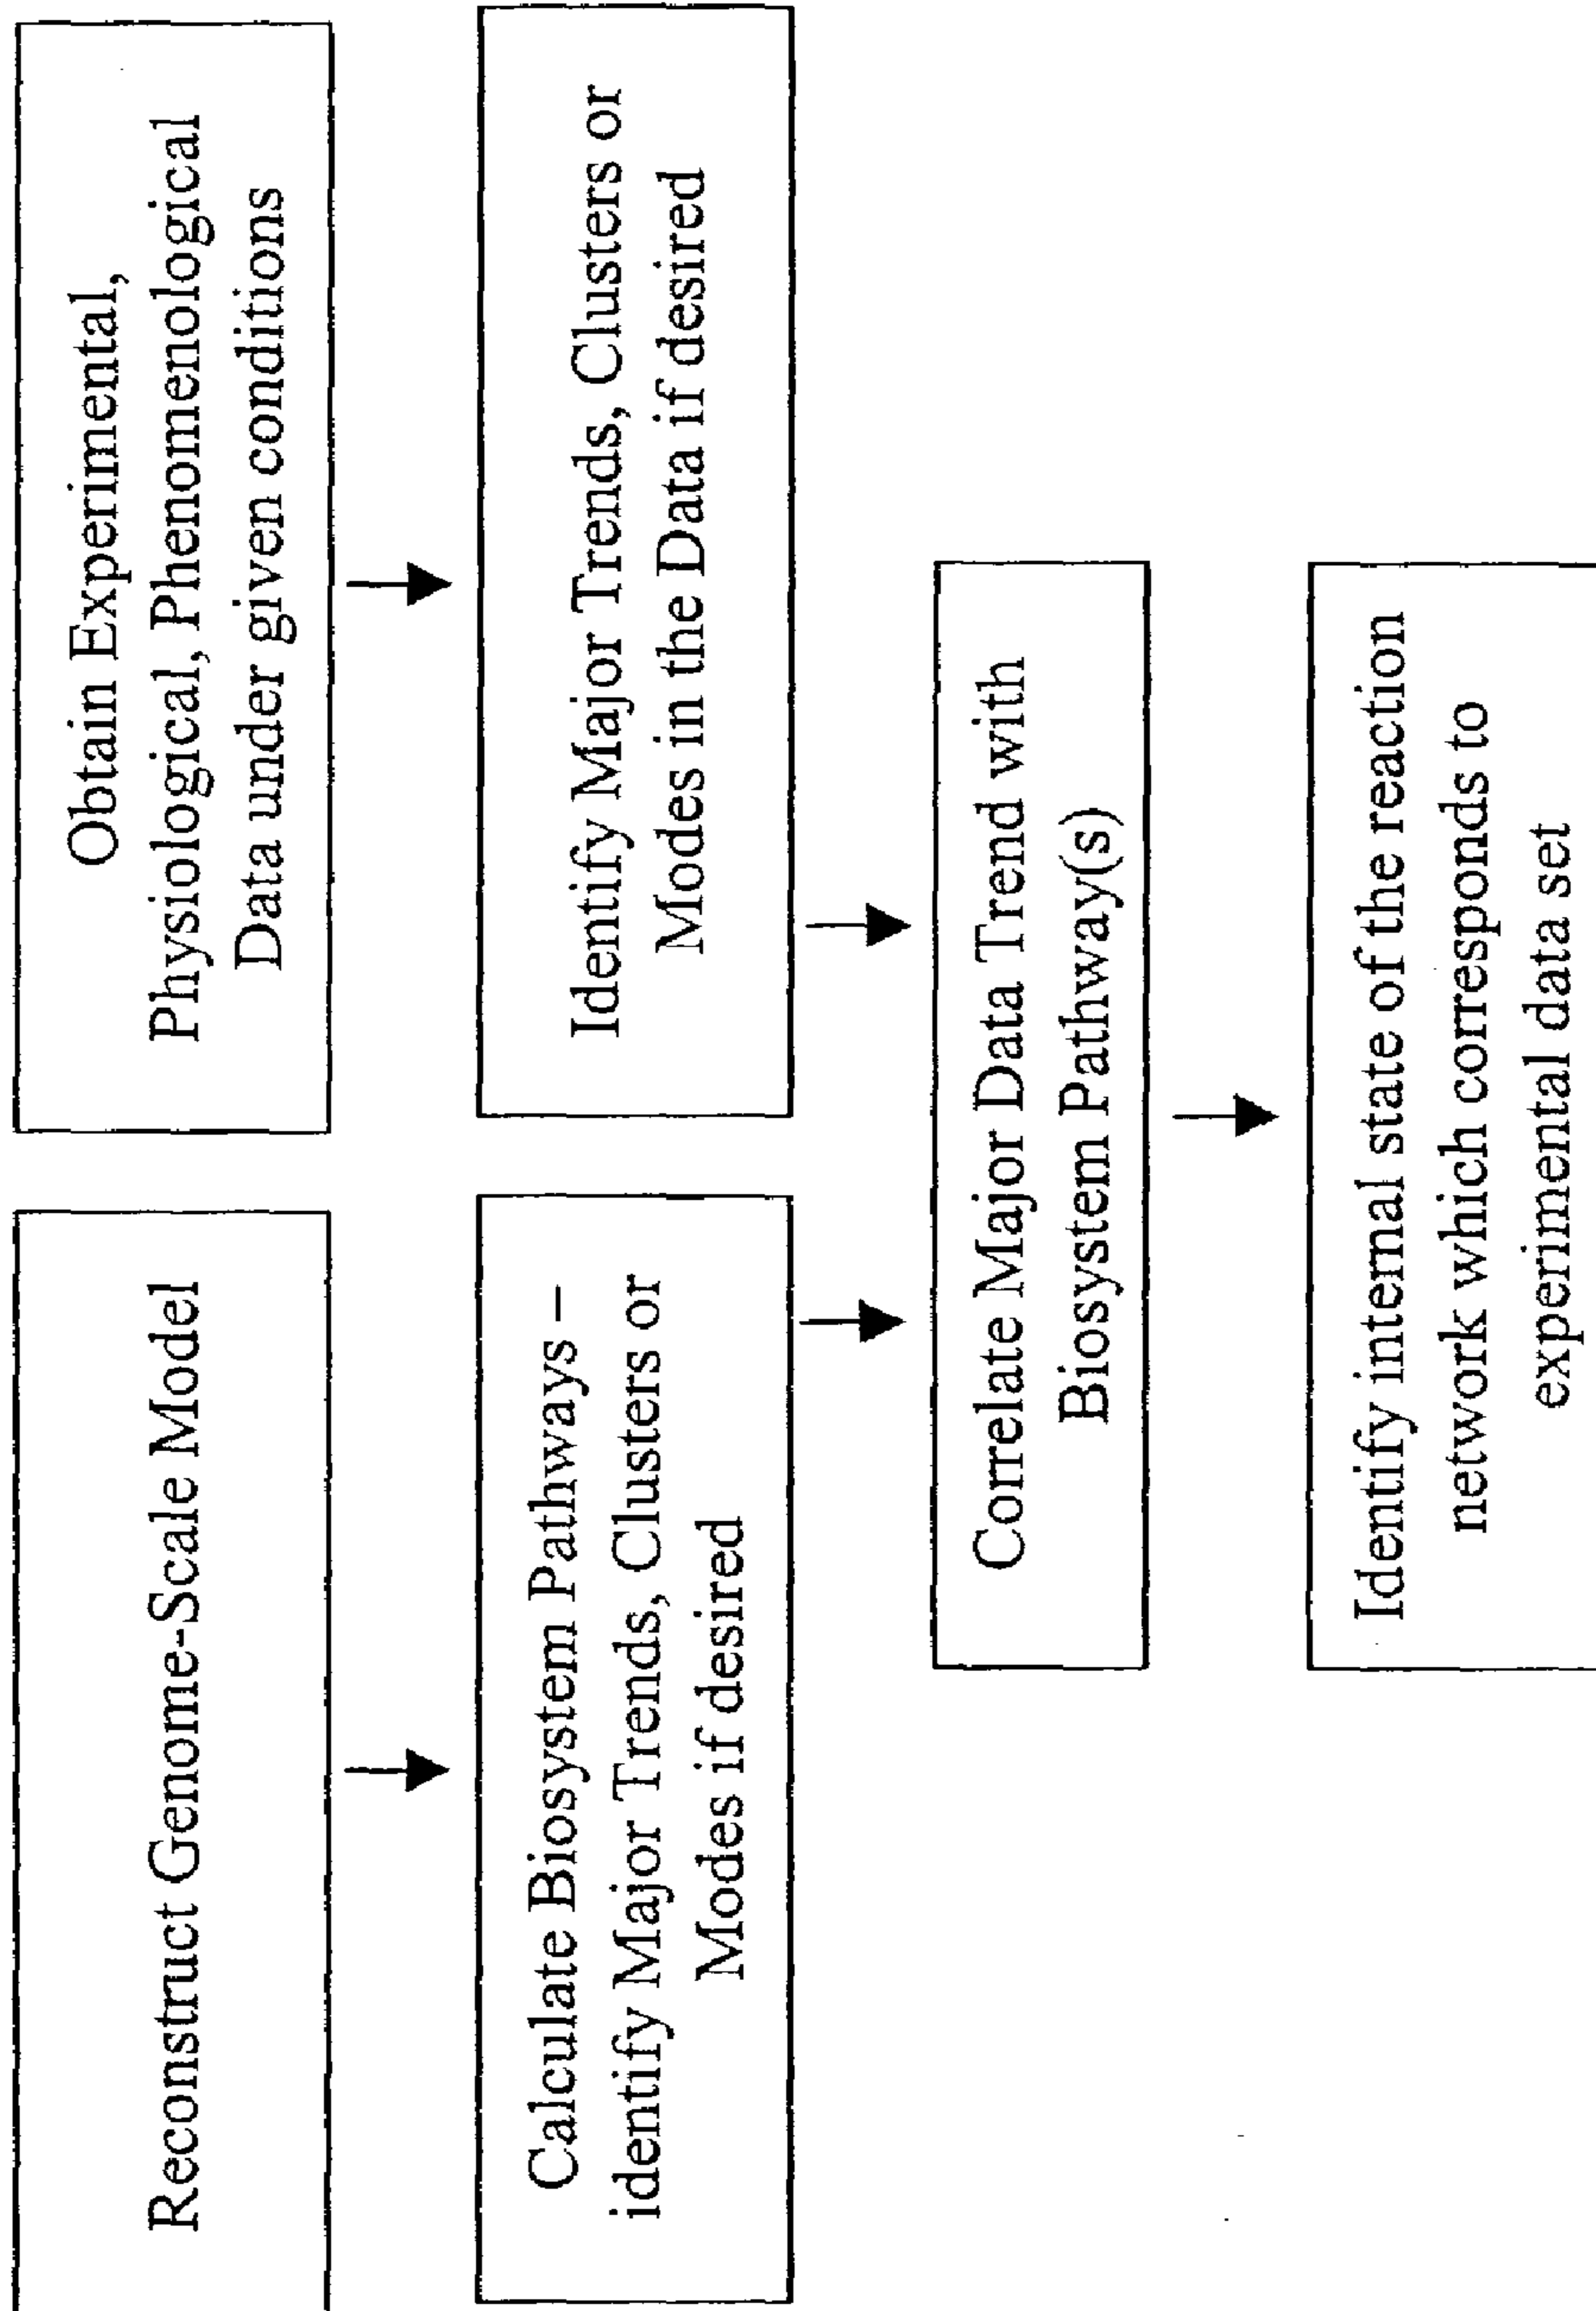 Reconstruct Genome-Scale Model
Calculate Biosystem Pathways –
identify Major Trends, Clusters or
Modes if desired
Obtain Experimental,
Physiological, Phenomenological
Data under given conditions
Identify Major Trends, Clusters or
Modes in the Data if desired
Correlate Major Data Trend with
Biosystem Pathway(s)
Identify internal state of the reaction
network which corresponds to
experimental data set